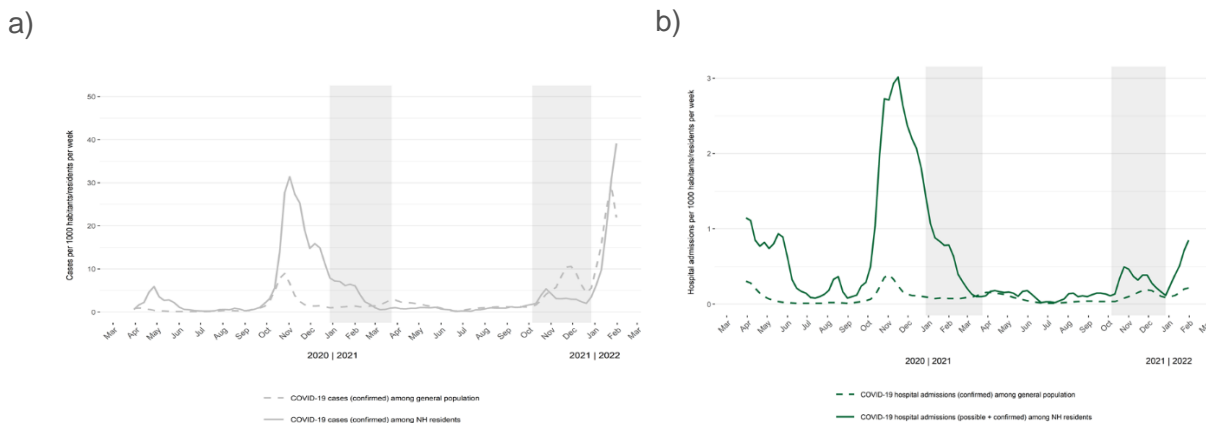 a)
Cases per 1000 habitants/residents per week
50
40
30
20
10
0
Mar Apr May Jun Jul Aug Sep Oct Nov Dec Jan Feb Mar Apr May Jun Jul Aug Sep Oct Nov Dec Jan Feb Mar
2020 | 2021
2021 | 2022
COVID-19 cases (confirmed) among general population
COVID-19 cases (confirmed) among NH residents
b)
Hospital admissions per 1000 habitants/residents per week
3
2
1
0
Mar Apr May Jun Jul Aug Sep Oct Nov Dec Jan Feb Mar Apr May Jun Jul Aug Sep Oct Nov Dec Jan Feb M
2020 | 2021
2021 | 2022
COVID-19 hospital admissions (confirmed) among general population
COVID-19 hospital admissions (possible + confirmed) among NH residents